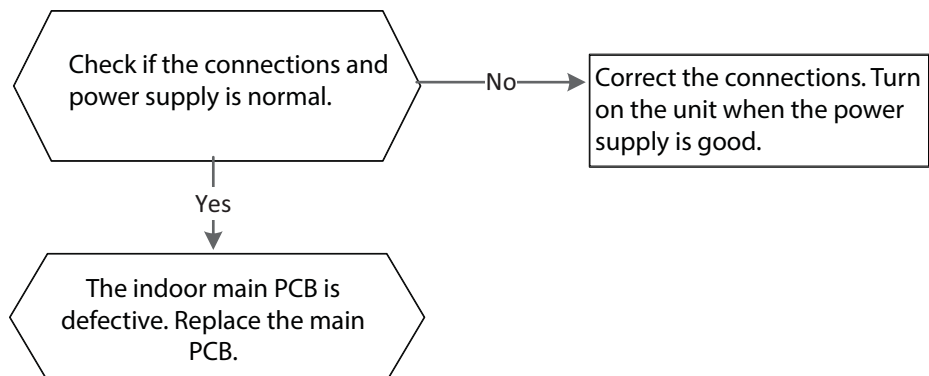 Check if the connections and
power supply is normal.
No
Correct the connections. Turn
on the unit when the power
supply is good.
Yes
The indoor main PCB is
defective. Replace the main
PCB.